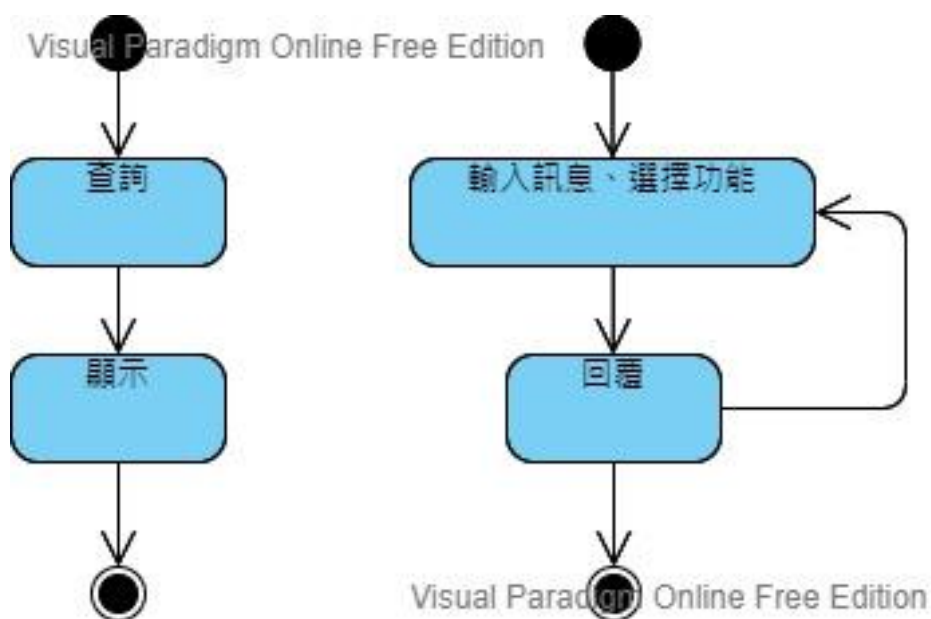 Visual Paradigm Online Free Edition
查詢
輸入訊息、選擇功能
顯示
回覆
Visual Paradigm Online Free Edition